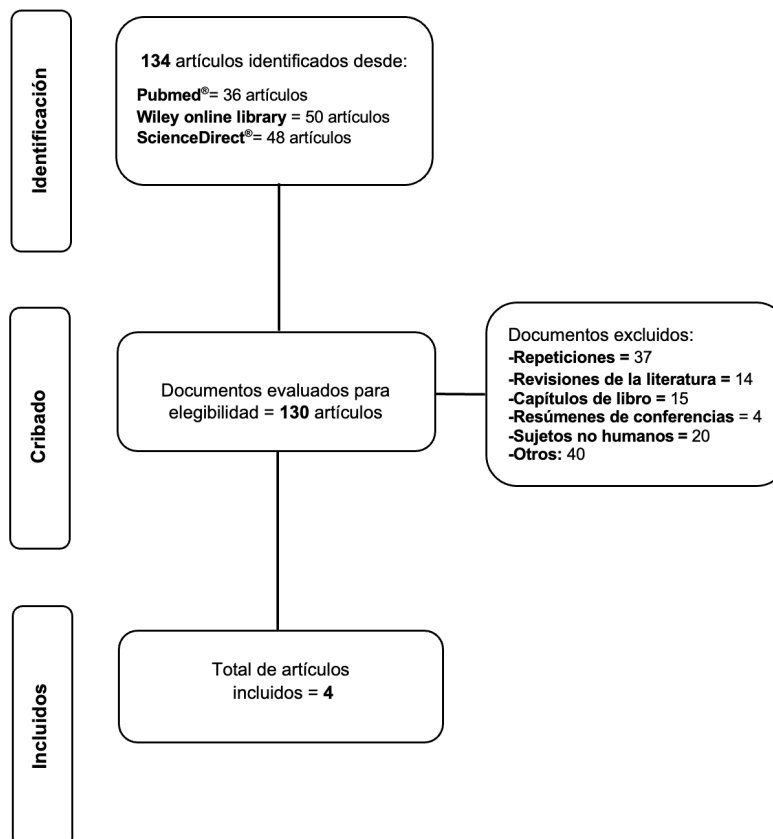 Identificación
134 artículos identificados desde:
Pubmed®= 36 artículos
Wiley online library = 50 artículos
ScienceDirect®= 48 artículos
Cribado
Documentos evaluados para
elegibilidad = 130 artículos
Documentos excluidos:
-Repeticiones = 37
-Revisiones de la literatura = 14
-Capítulos de libro = 15
-Resúmenes de conferencias = 4
-Sujetos no humanos = 20
-Otros: 40
Incluidos
Total de artículos
incluidos = 4